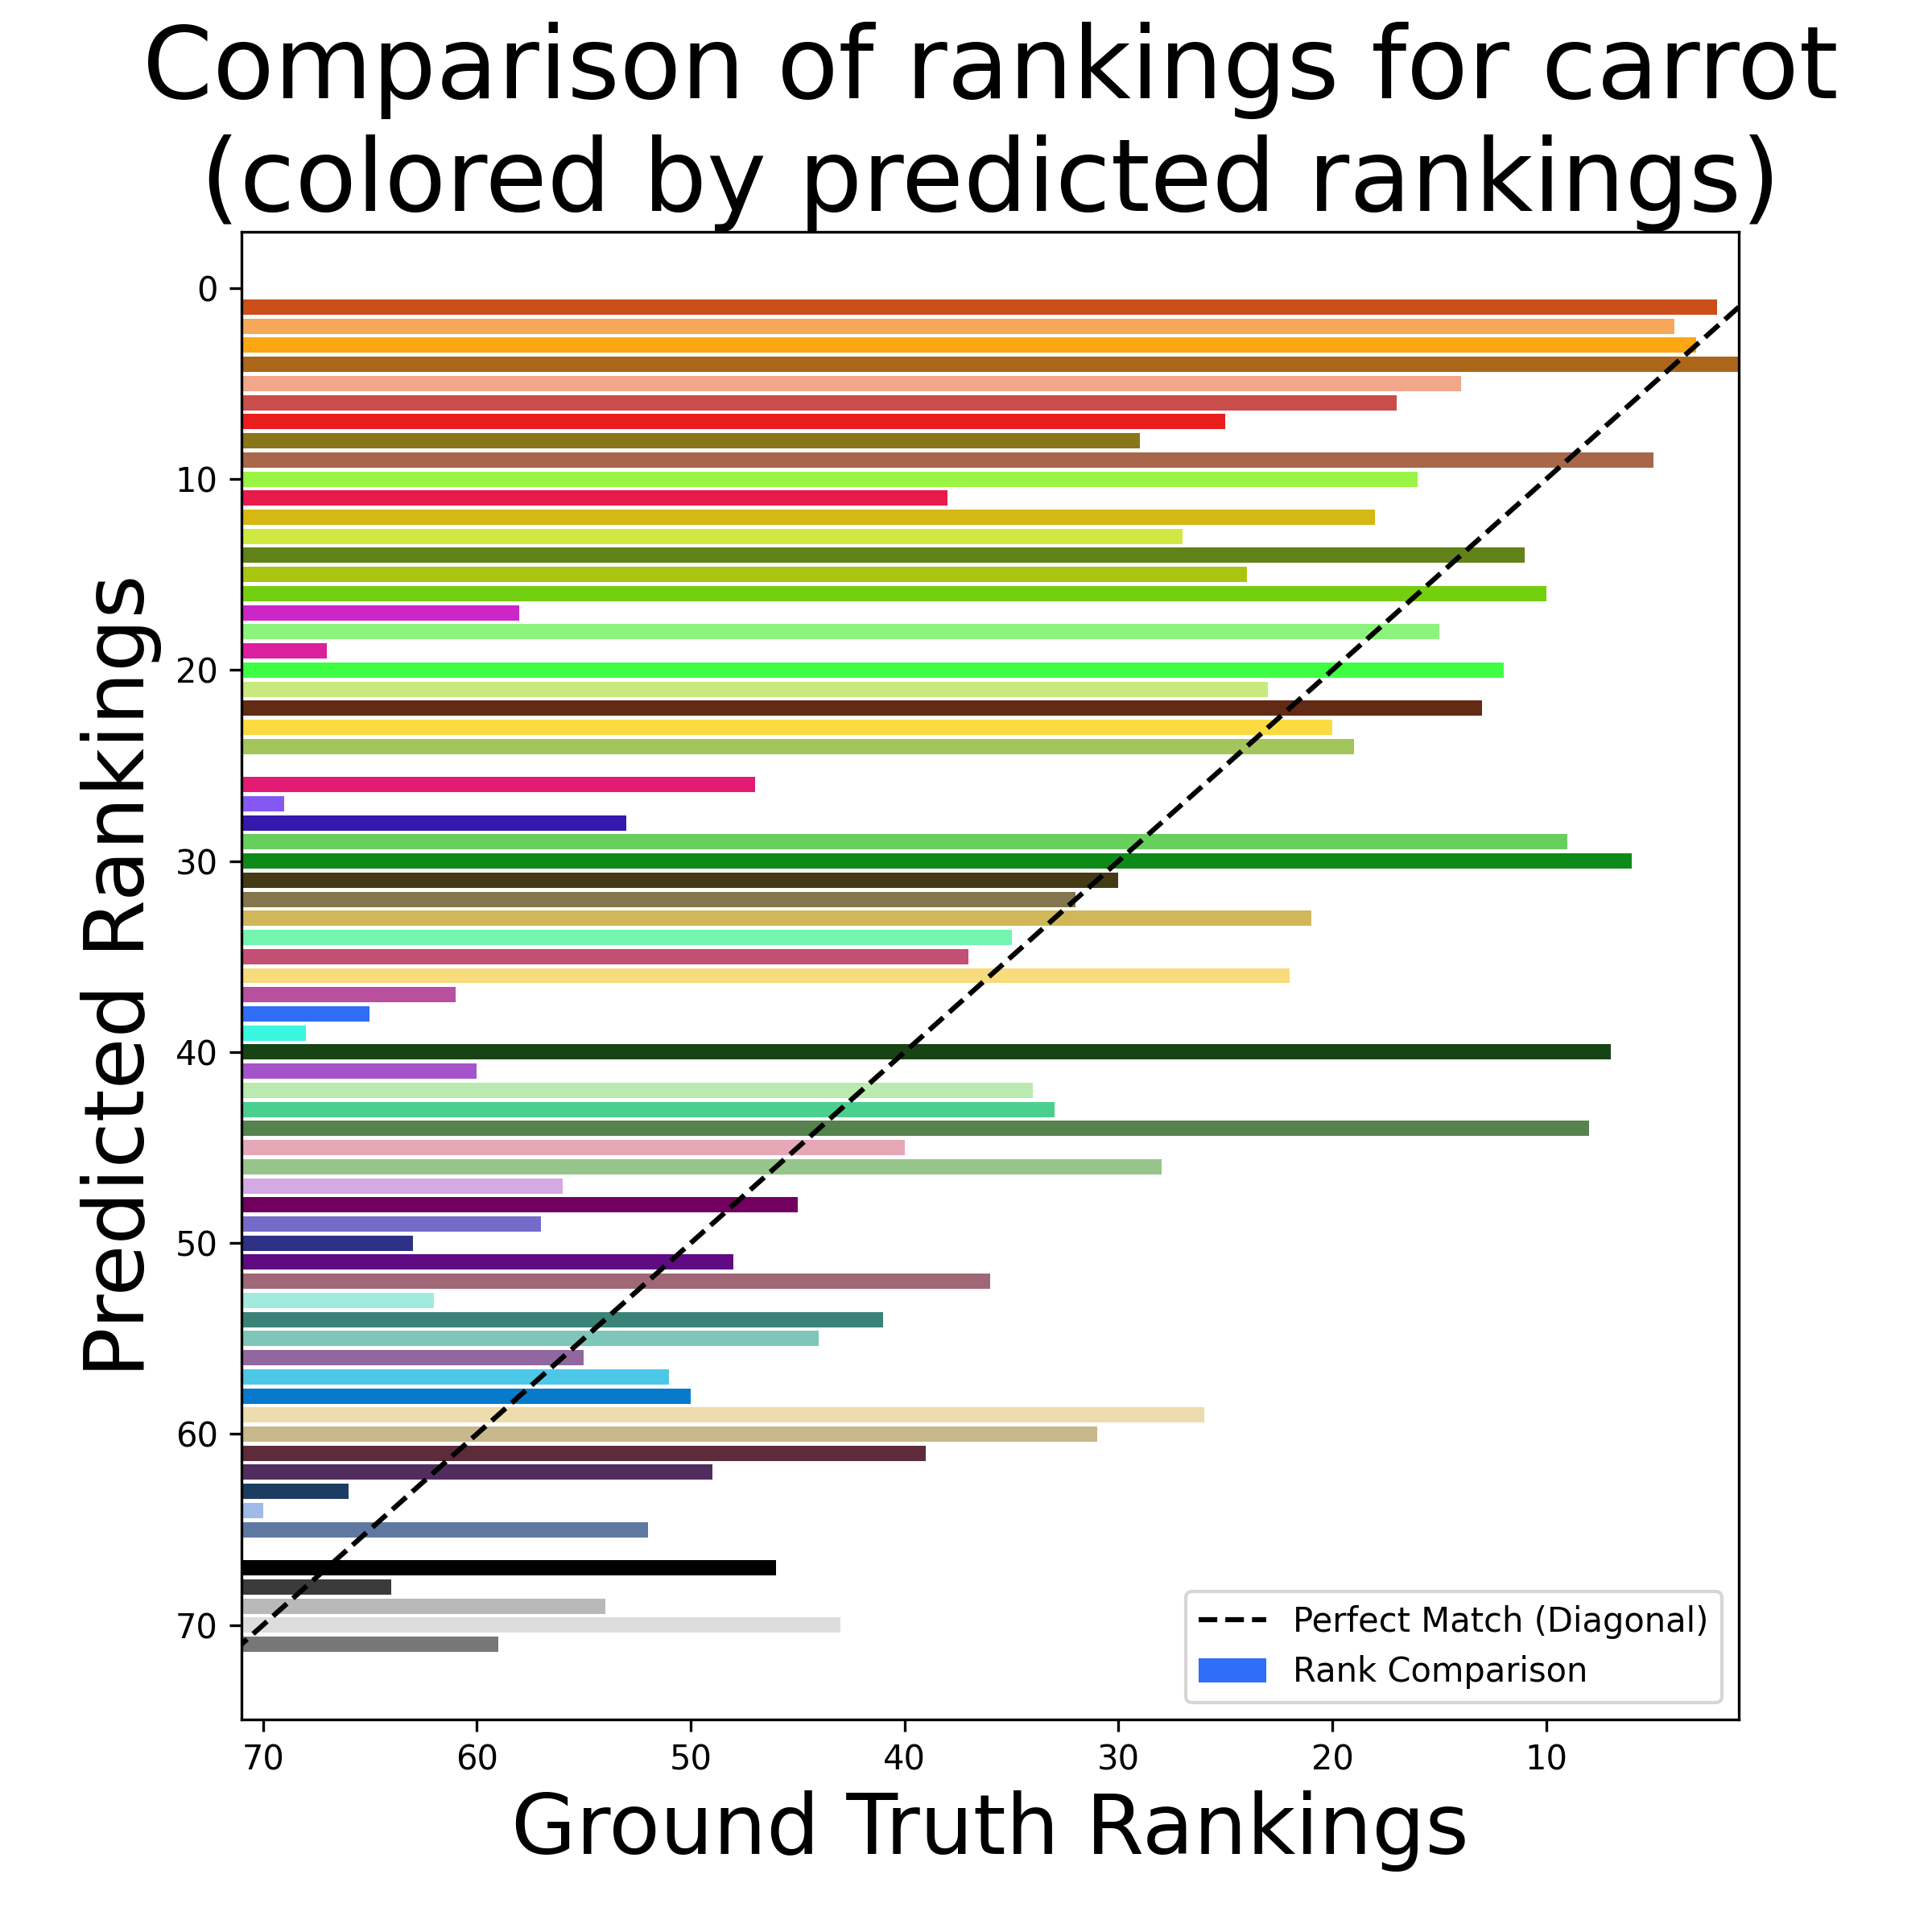 Comparison of rankings for carrot
(colored by predicted rankings)
Predicted Rankings
0
10
20
30
40
50
60
70
Perfect Match (Diagonal)
Rank Comparison
70 60 50 40 30 20 10
Ground Truth Rankings